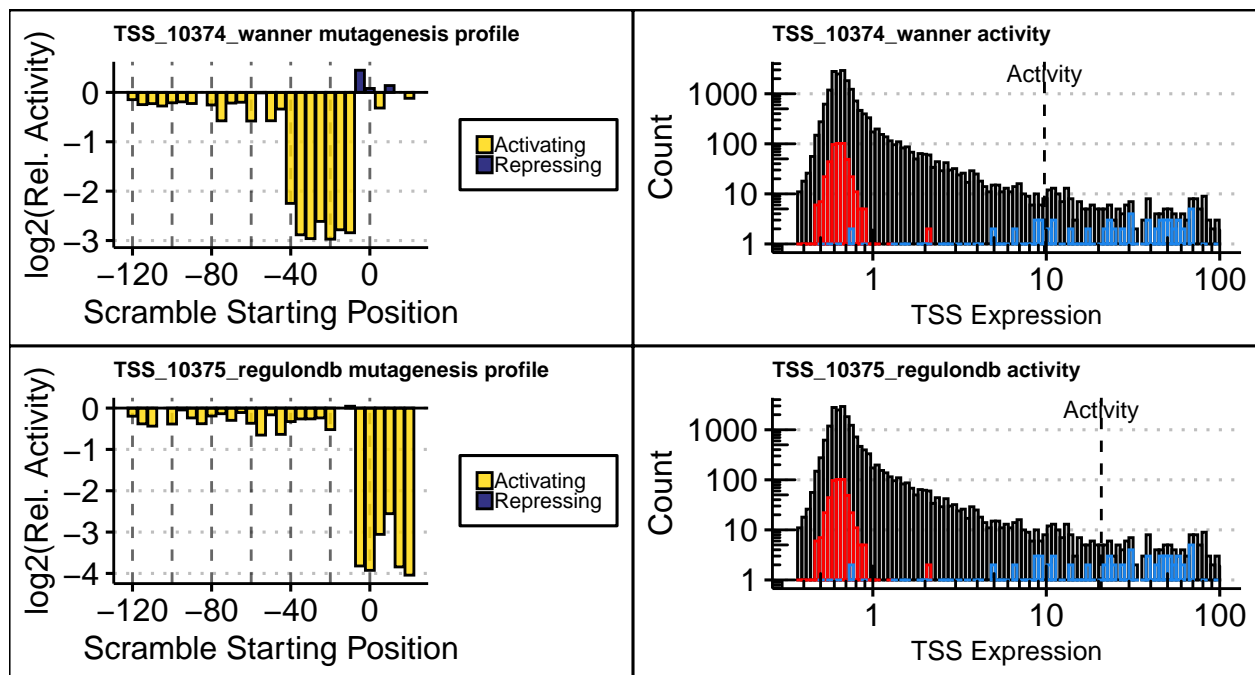 TSS_10374_wanner mutagenesis profile
log2(Rel. Activity)
0
−1
−2
−3
−120
−80
−40
0
Scramble Starting Position
Activating
Repressing
TSS_10374_wanner activity
Activity
Count
1000
100
10
1
1
10
100
TSS Expression
TSS_10375_regulondb mutagenesis profile
log2(Rel. Activity)
0
−1
−2
−3
−4
−120
−80
−40
0
Scramble Starting Position
Activating
Repressing
TSS_10375_regulondb activity
Activity
Count
1000
100
10
1
1
10
100
TSS Expression